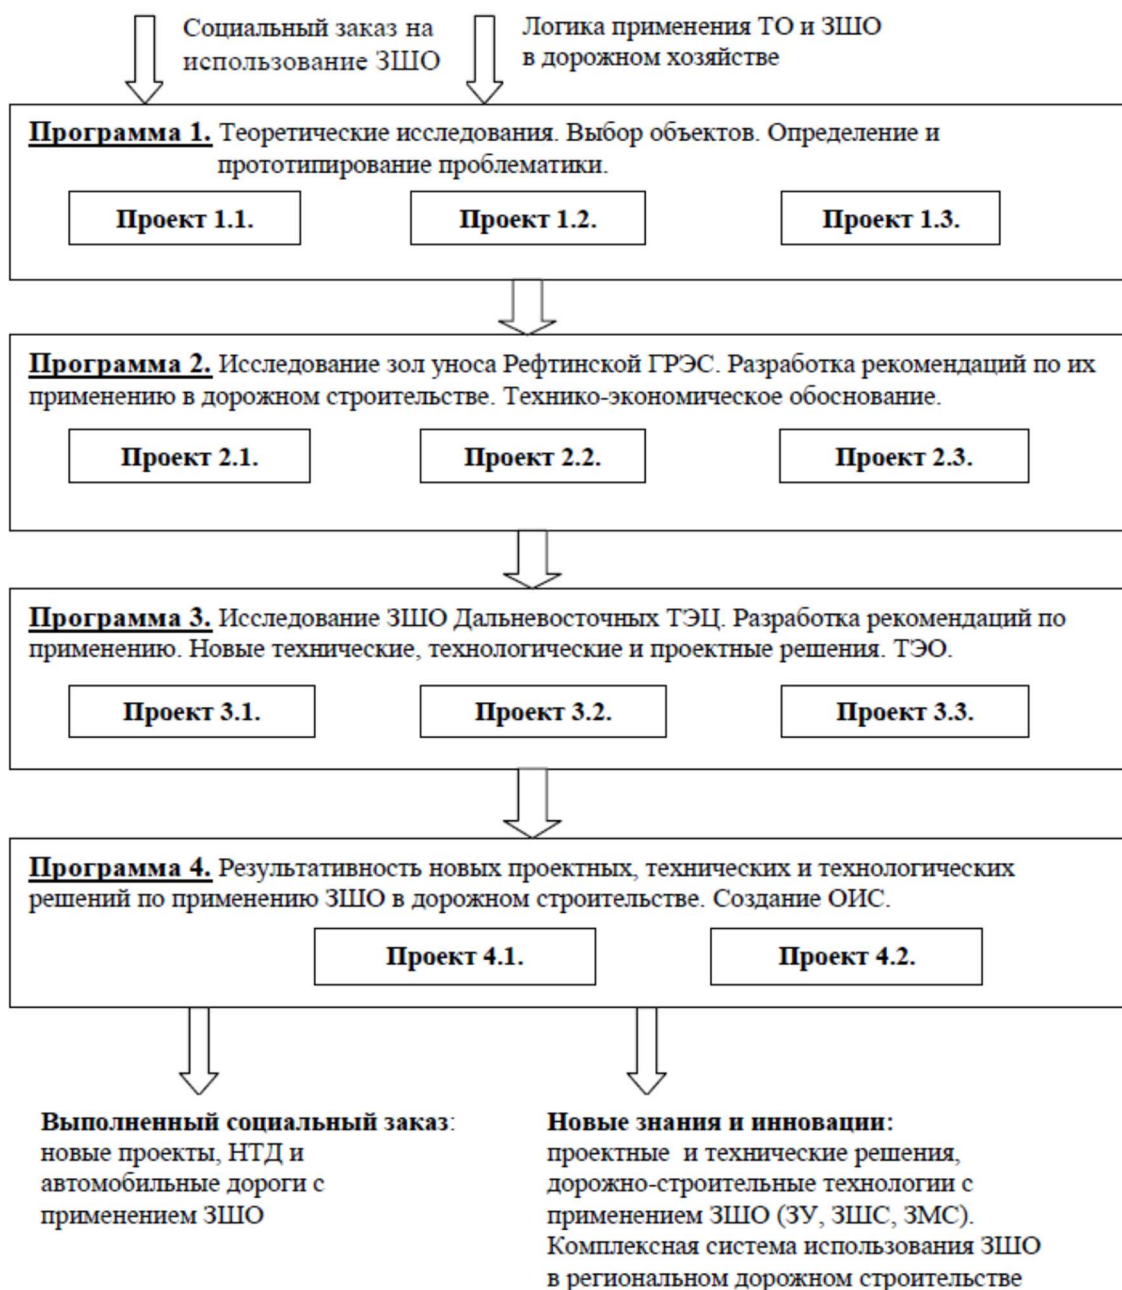 Социальный заказ на
использование ЗШО
Логика применения ТО и ЗШО
в дорожном хозяйстве
Программа 1. Теоретические исследования. Выбор объектов. Определение и
прототипирование проблематики.
Проект 1.1.
Проект 1.2.
Проект 1.3.
Программа 2. Исследование зол уноса Рефтинской ГРЭС. Разработка рекомендаций по их
применению в дорожном строительстве. Технико-экономическое обоснование.
Проект 2.1.
Проект 2.2.
Проект 2.3.
Программа 3. Исследование ЗШО Дальневосточных ТЭЦ. Разработка рекомендаций по
применению. Новые технические, технологические и проектные решения. ТЭО.
Проект 3.1.
Проект 3.2.
Проект 3.3.
Программа 4. Результативность новых проектных, технических и технологических
решений по применению ЗШО в дорожном строительстве. Создание ОИС.
Проект 4.1.
Проект 4.2.
Выполненный социальный заказ:
новые проекты, НТД и
автомобильные дороги с
применением ЗШО
Новые знания и инновации:
проектные и технические решения,
дорожно-строительные технологии с
применением ЗШО (ЗУ, ЗШС, ЗМС).
Комплексная система использования ЗШО
в региональном дорожном строительстве